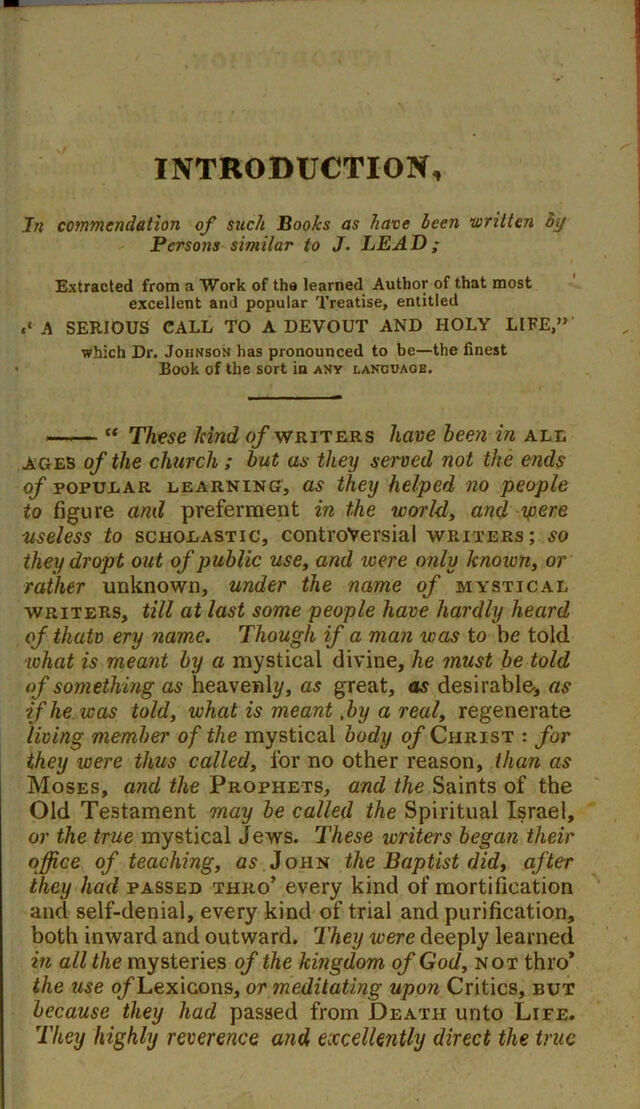 INTRODUCTION,
In commendation of such Books as have been written by
Persons similar to J. LEAD;
Extracted from a Work of the learned Author of that most
excellent and popular Treatise, entitled
‘‘ A SERIOUS CALL TO A DEVOUT AND HOLY LIFE,”
which Dr. JOHNSON has pronounced to be—the finest
Book of the sort in ANY LANGUAGE.
—— “ These kind of WRITERS have been in ALL
AGES of the church ; but as they served not the ends
of POPULAR LEARNING, as they helped no people
to figure and preferment in the world, and were
useless to SCHOLASTIC, controversial WRITERS; so
they dropt out of public use, and were only known, or
rather unknown, under the name of MYSTICAL
WRITERS, till at last some people have hardly heard
of thatv ery name. Though if a man was to be told
what is meant by a mystical divine, he must be told
of something as heavenly, as great, as desirable, as
if he was told, what is meant by a real, regenerate
living member of the mystical body of CHRIST : for
they were thus called, for no other reason, than as
MOSES, and the PROPHETS, and the Saints of the
Old Testament may be called the Spiritual Israel,
or the true mystical Jews. These writers began their
office of teaching, as JOHN the Baptist did, after
they had PASSED THRO’ every kind of mortification
and self-denial, every kind of trial and purification,
both inward and outward. They were deeply learned
in all the mysteries of the kingdom of God, NOT thro’
the use of Lexicons, or meditating upon Critics, BUT
because they had passed from DEATH unto LIFE.
They highly reverence and excellently direct the true